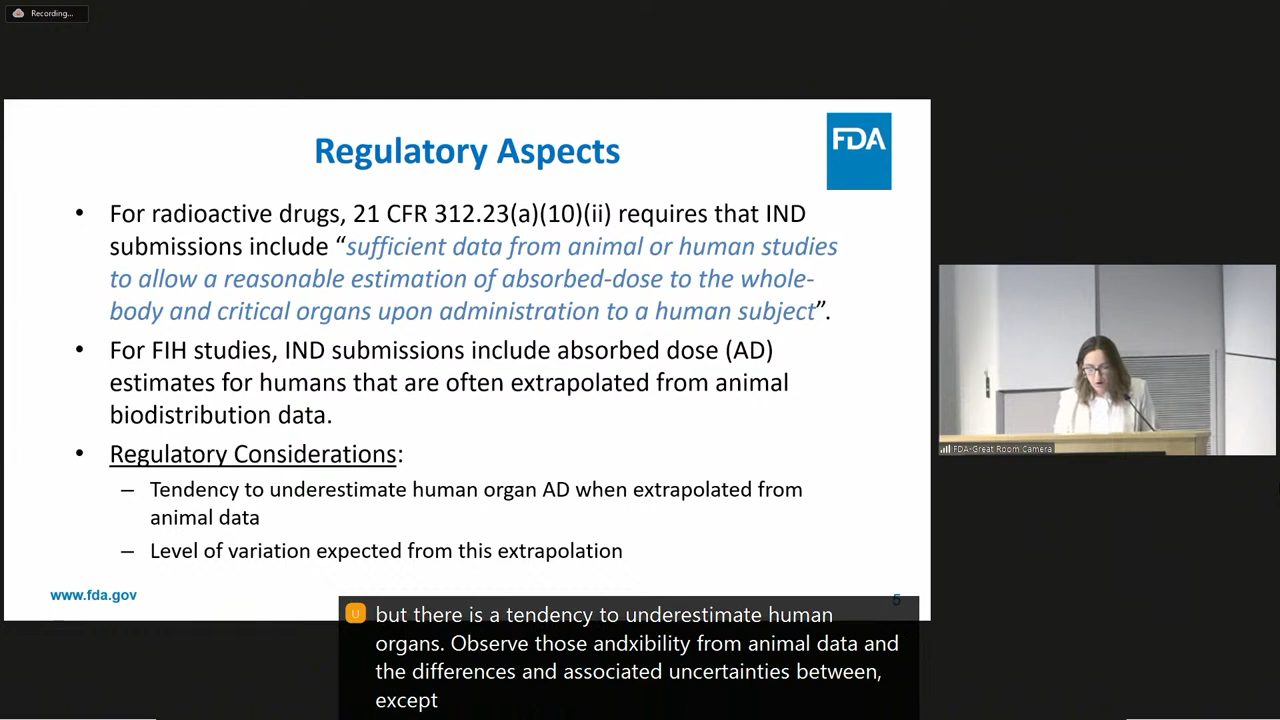 Recording...
Regulatory Aspects
FDA
• For radioactive drugs, 21 CFR 312.23(a)(10)(ii) requires that IND
submissions include “sufficient data from animal or human studies
to allow a reasonable estimation of absorbed-dose to the whole-
body and critical organs upon administration to a human subject”.
• For FIH studies, IND submissions include absorbed dose (AD)
estimates for humans that are often extrapolated from animal
biodistribution data.
• Regulatory Considerations:
– Tendency to underestimate human organ AD when extrapolated from
animal data
– Level of variation expected from this extrapolation
www.fda.gov
5
FDA-Great Room Camera
U
but there is a tendency to underestimate human
organs. Observe those andxibility from animal data and
the differences and associated uncertainties between,
except